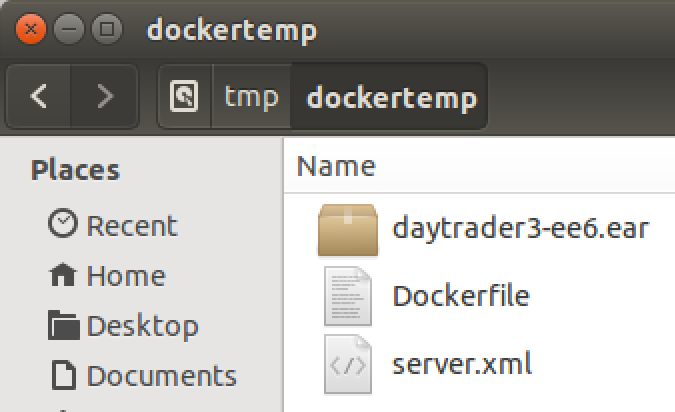 dockertemp
tmp dockertemp
Places
Recent
Home
Desktop
Documents
Name
daytrader3-ee6.ear
Dockerfile
server.xml